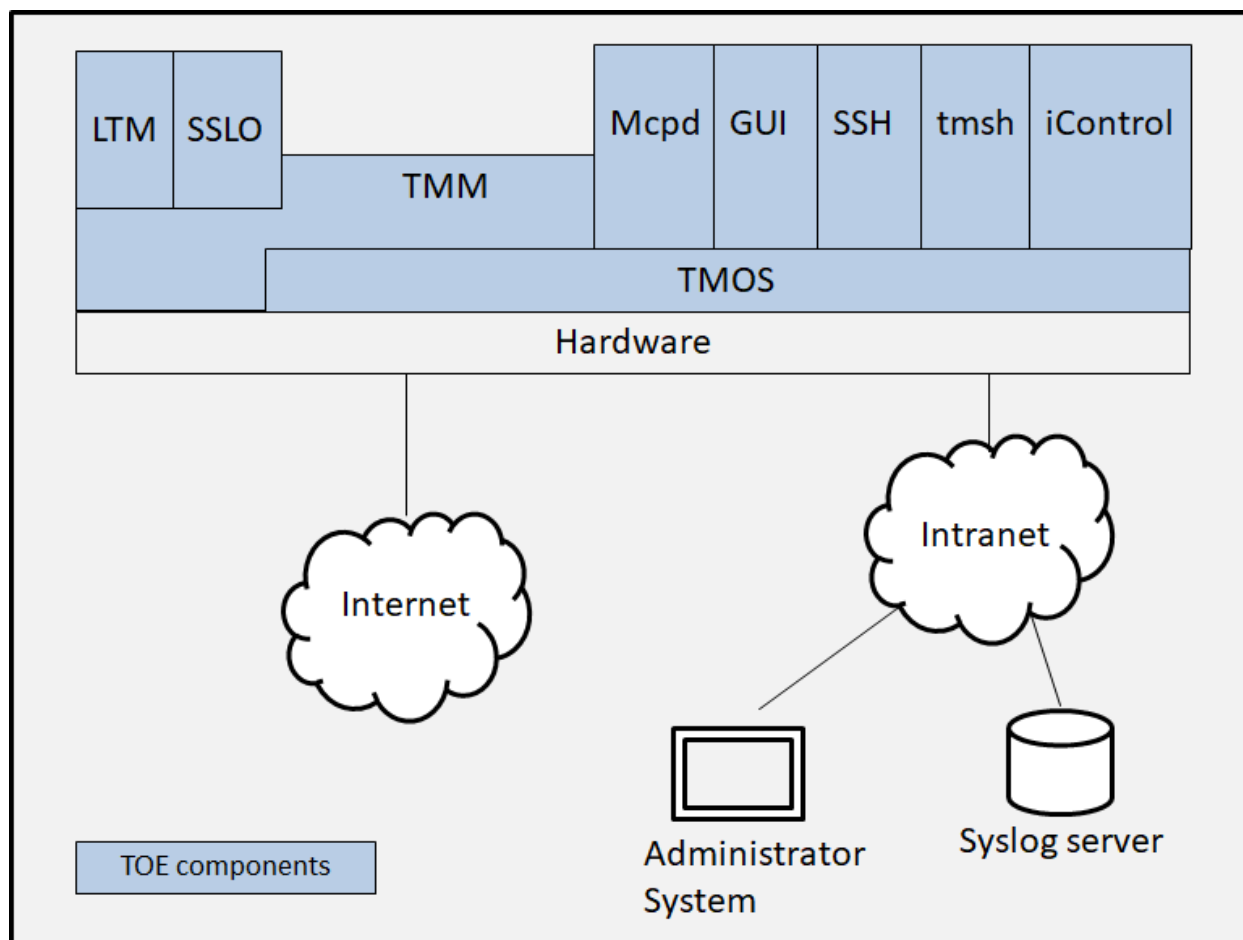 LTM SSLO
TMM
Mcpd GUI SSH tmsh iControl
TMOS
Hardware
Internet
Intranet
Administrator
System
Syslog server
TOE components